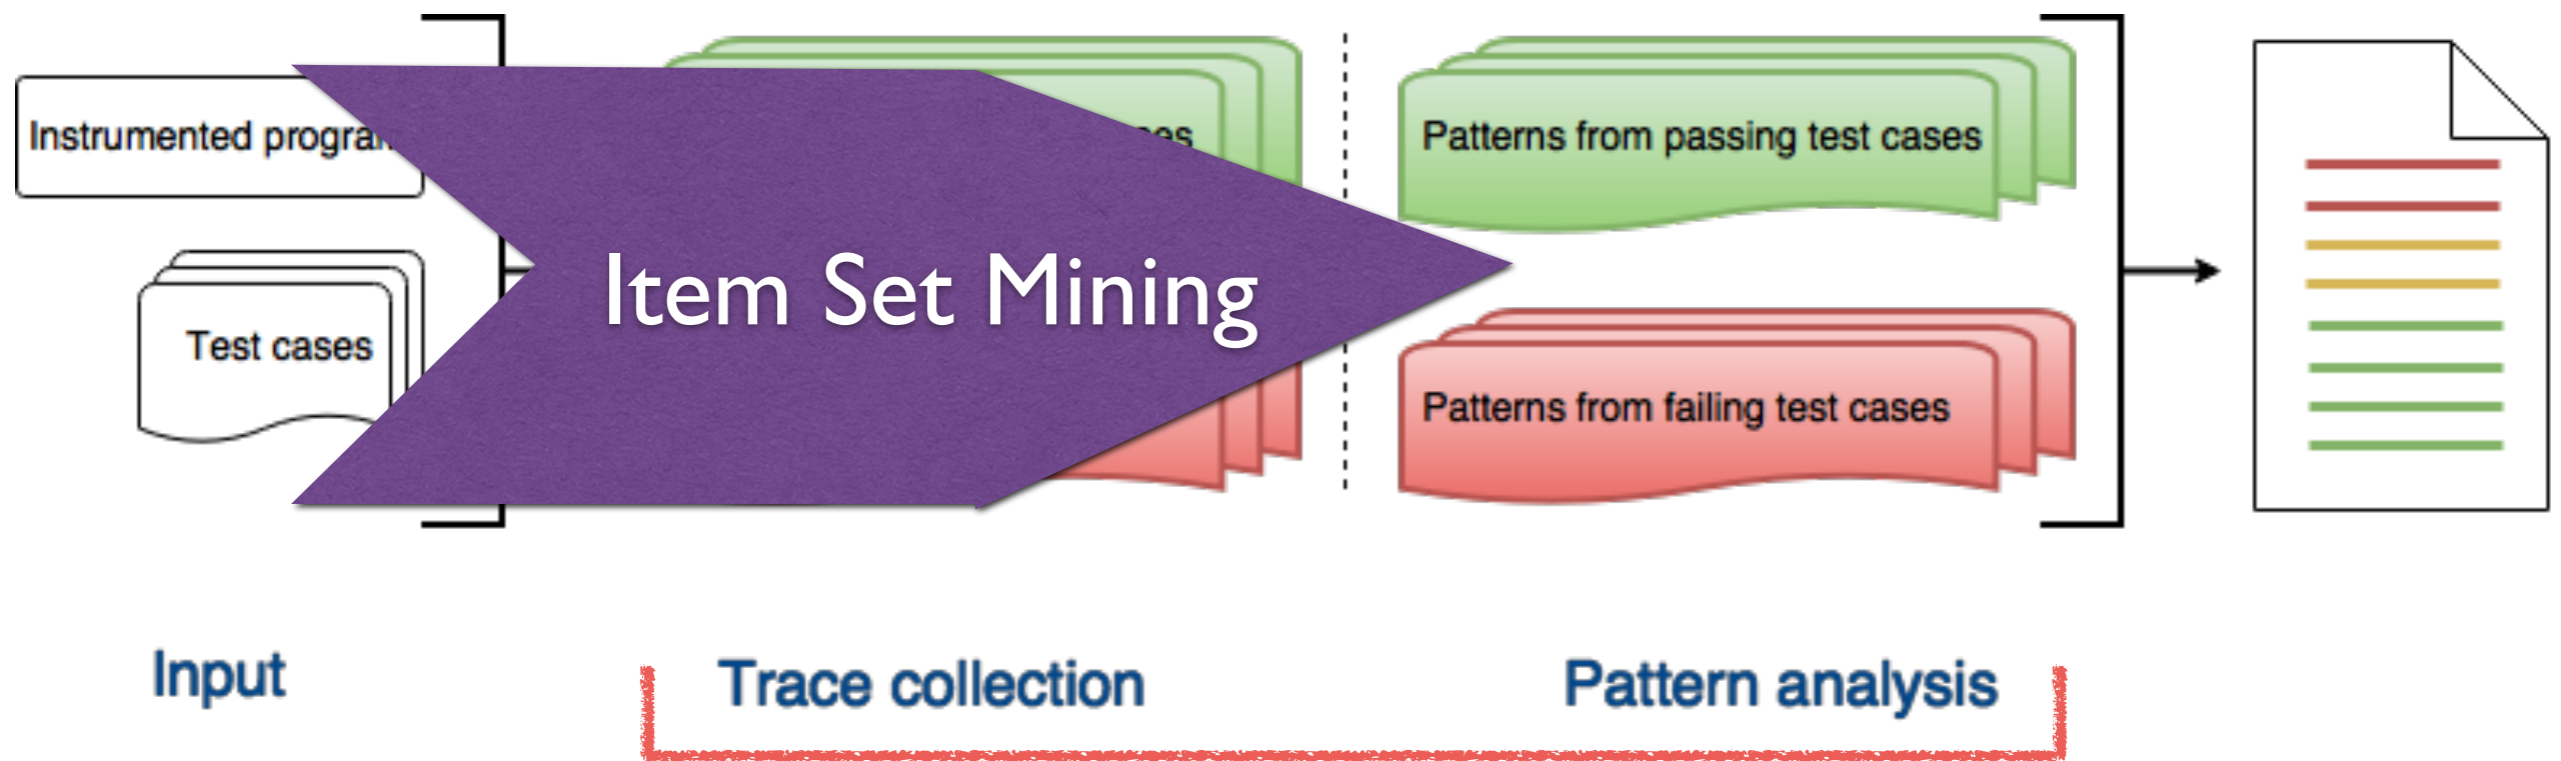 Instrumented
Patterns from passing test cases
Item Set Mining
Test cases
Patterns from failing test cases
Input
Trace collection
Pattern analysis